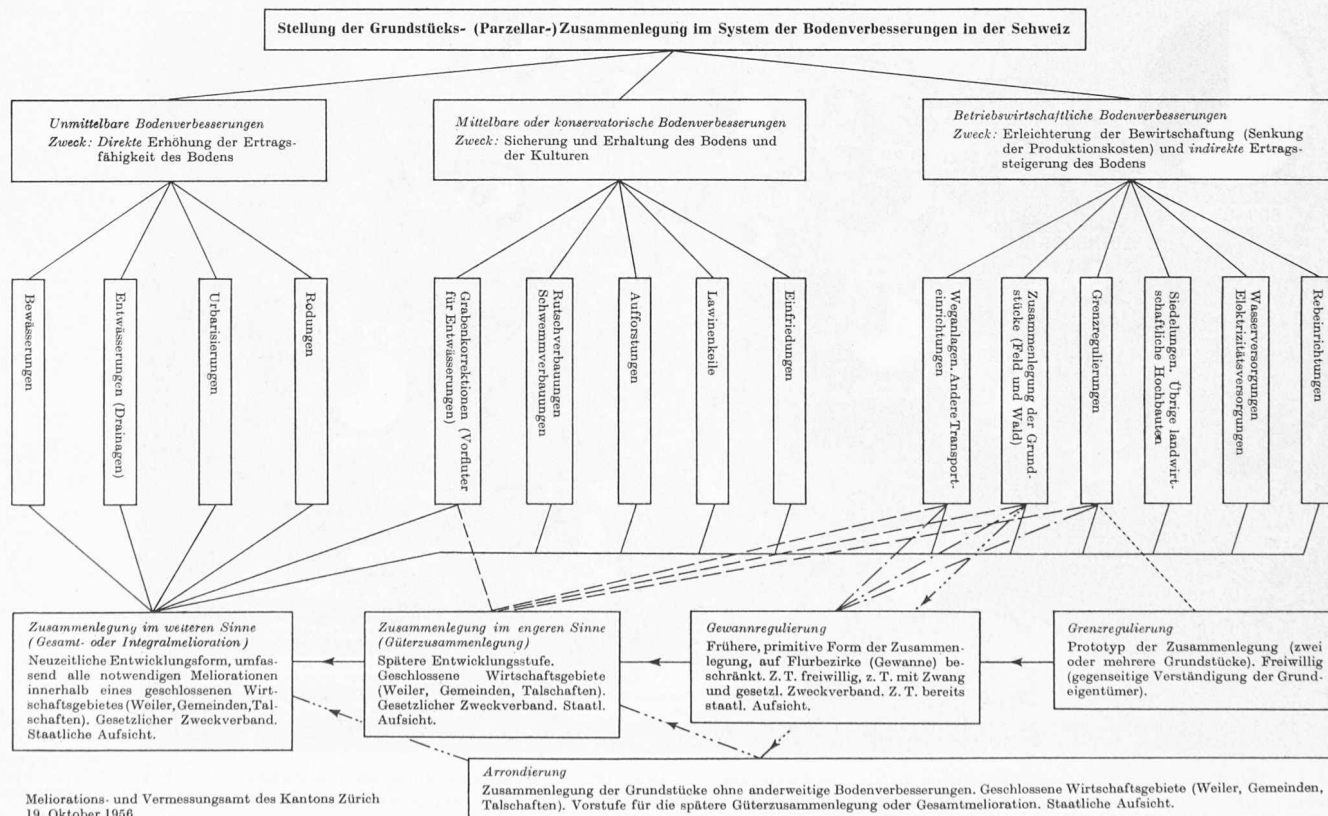 Stellung der Grundstücks- (Parzellar-) Zusammenlegung im System der Bodenverbesserungen in der Schweiz
Unmittelbare Bodenverbesserungen
Zweck: Direkte Erhöhung der Ertrags-
fähigkeit des Bodens
Mittelbare oder konservatorische Bodenverbesserungen
Zweck: Sicherung und Erhaltung des Bodens und
der Kulturen
Betriebswirtschaftliche Bodenverbesserungen
Zweck: Erleichterung der Bewirtschaftung (Senkung
der Produktionskosten) und indirekte Ertrags-
steigerung des Bodens
Bewässerungen
Entwässerungen (Drainagen)
Urbarisierungen
Rodungen
Grabenkorrektionen (Vorfluter
für Entwässerungen)
Rutschverbauungen
Schwemmverbauungen
Aufforstungen
Lawinenkeile
Einfriedungen
Weganlagen. Andere Transport-
einrichtungen
Zusammenlegung der Grund-
stücke (Feld und Wald)
Grenzregulierungen
Siedelungen. Übrige landwirt-
schaftliche Hochbauten
Wasserversorgungen
Elektrizitätsversorgungen
Rebeinrichtungen
Zusammenlegung im weiteren Sinne
(Gesamt- oder Integralmelioration)
Neuzeitliche Entwicklungsform, umfas-
send alle notwendigen Meliorationen
innerhalb eines geschlossenen Wirt-
schaftsgebietes (Weiler, Gemeinden, Tal-
schaften). Gesetzlicher Zweckverband.
Staatliche Aufsicht.
Zusammenlegung im engeren Sinne
(Güterzusammenlegung)
Spätere Entwicklungsstufe.
Geschlossene Wirtschaftsgebiete
(Weiler, Gemeinden, Talschaften).
Gesetzlicher Zweckverband. Staatl.
Aufsicht.
Gewannregulierung
Frühere, primitive Form der Zusammen-
legung, auf Flurbezirke (Gewanne) be-
schränkt. Z. T. freiwillig, z. T. mit Zwang
und gesetzl. Zweckverband. Z. T. bereits
staatl. Aufsicht.
Grenzregulierung
Prototyp der Zusammenlegung (zwei
oder mehrere Grundstücke). Freiwillig
(gegenseitige Verständigung der Grund-
eigentümer).
Arrondierung
Zusammenlegung der Grundstücke ohne anderweitige Bodenverbesserungen. Geschlossene Wirtschaftsgebiete (Weiler, Gemeinden,
Talschaften). Vorstufe für die spätere Güterzusammenlegung oder Gesamtmelioration. Staatliche Aufsicht.
Meliorations- und Vermessungsamt des Kantons Zürich
19. Oktober 1956